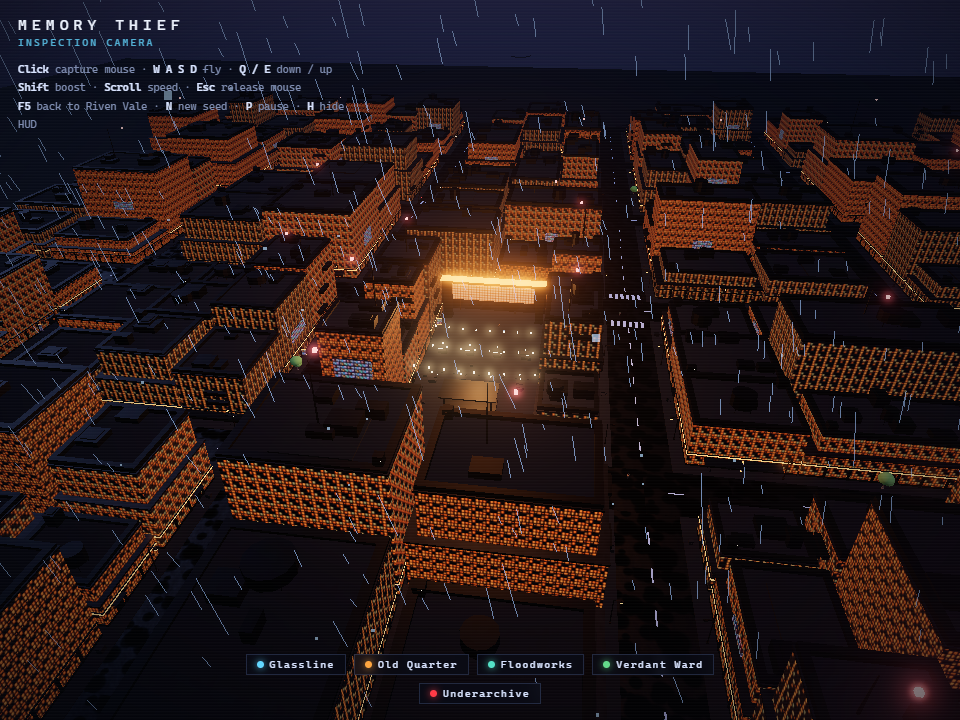 MEMORY THIEF
INSPECTION CAMERA
Click capture mouse · W A S D fly · Q / E down / up
Shift boost · Scroll speed · Esc release mouse
F5 back to Riven Vale · N new seed · P pause · H hide
HUD
Glassline
Old Quarter
Floodworks
Verdant Ward
Underarchive